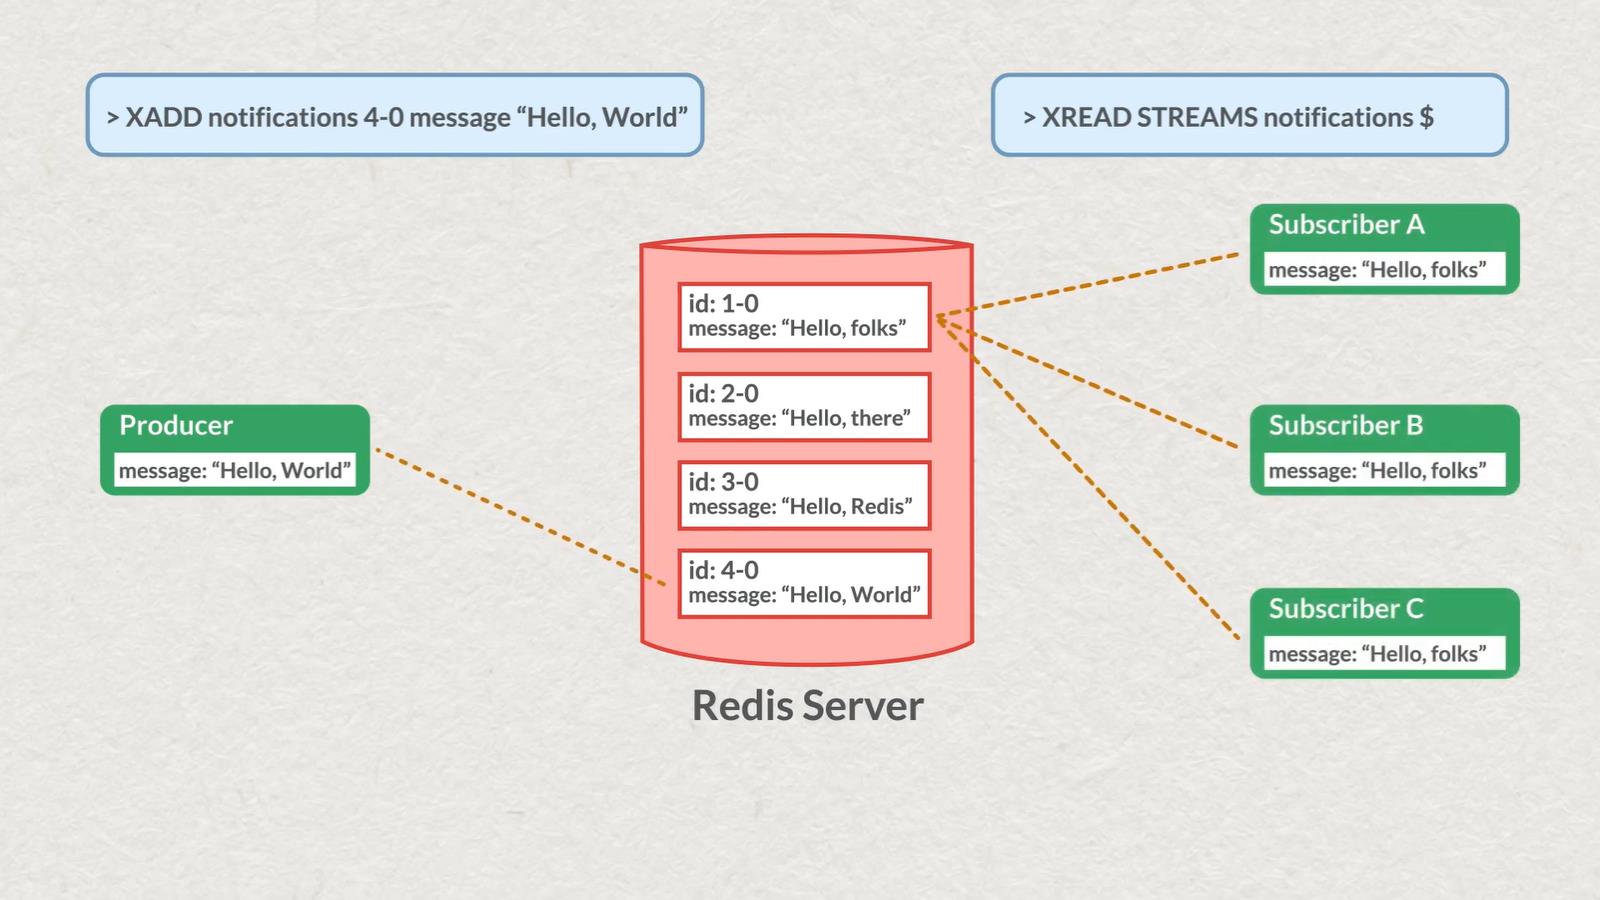 > XADD notifications 4-0 message “Hello, World”
> XREAD STREAMS notifications $
Producer
message: “Hello, World”
id: 1-0
message: “Hello, folks”
id: 2-0
message: “Hello, there”
id: 3-0
message: “Hello, Redis”
id: 4-0
message: “Hello, World”
Redis Server
Subscriber A
message: “Hello, folks”
Subscriber B
message: “Hello, folks”
Subscriber C
message: “Hello, folks”